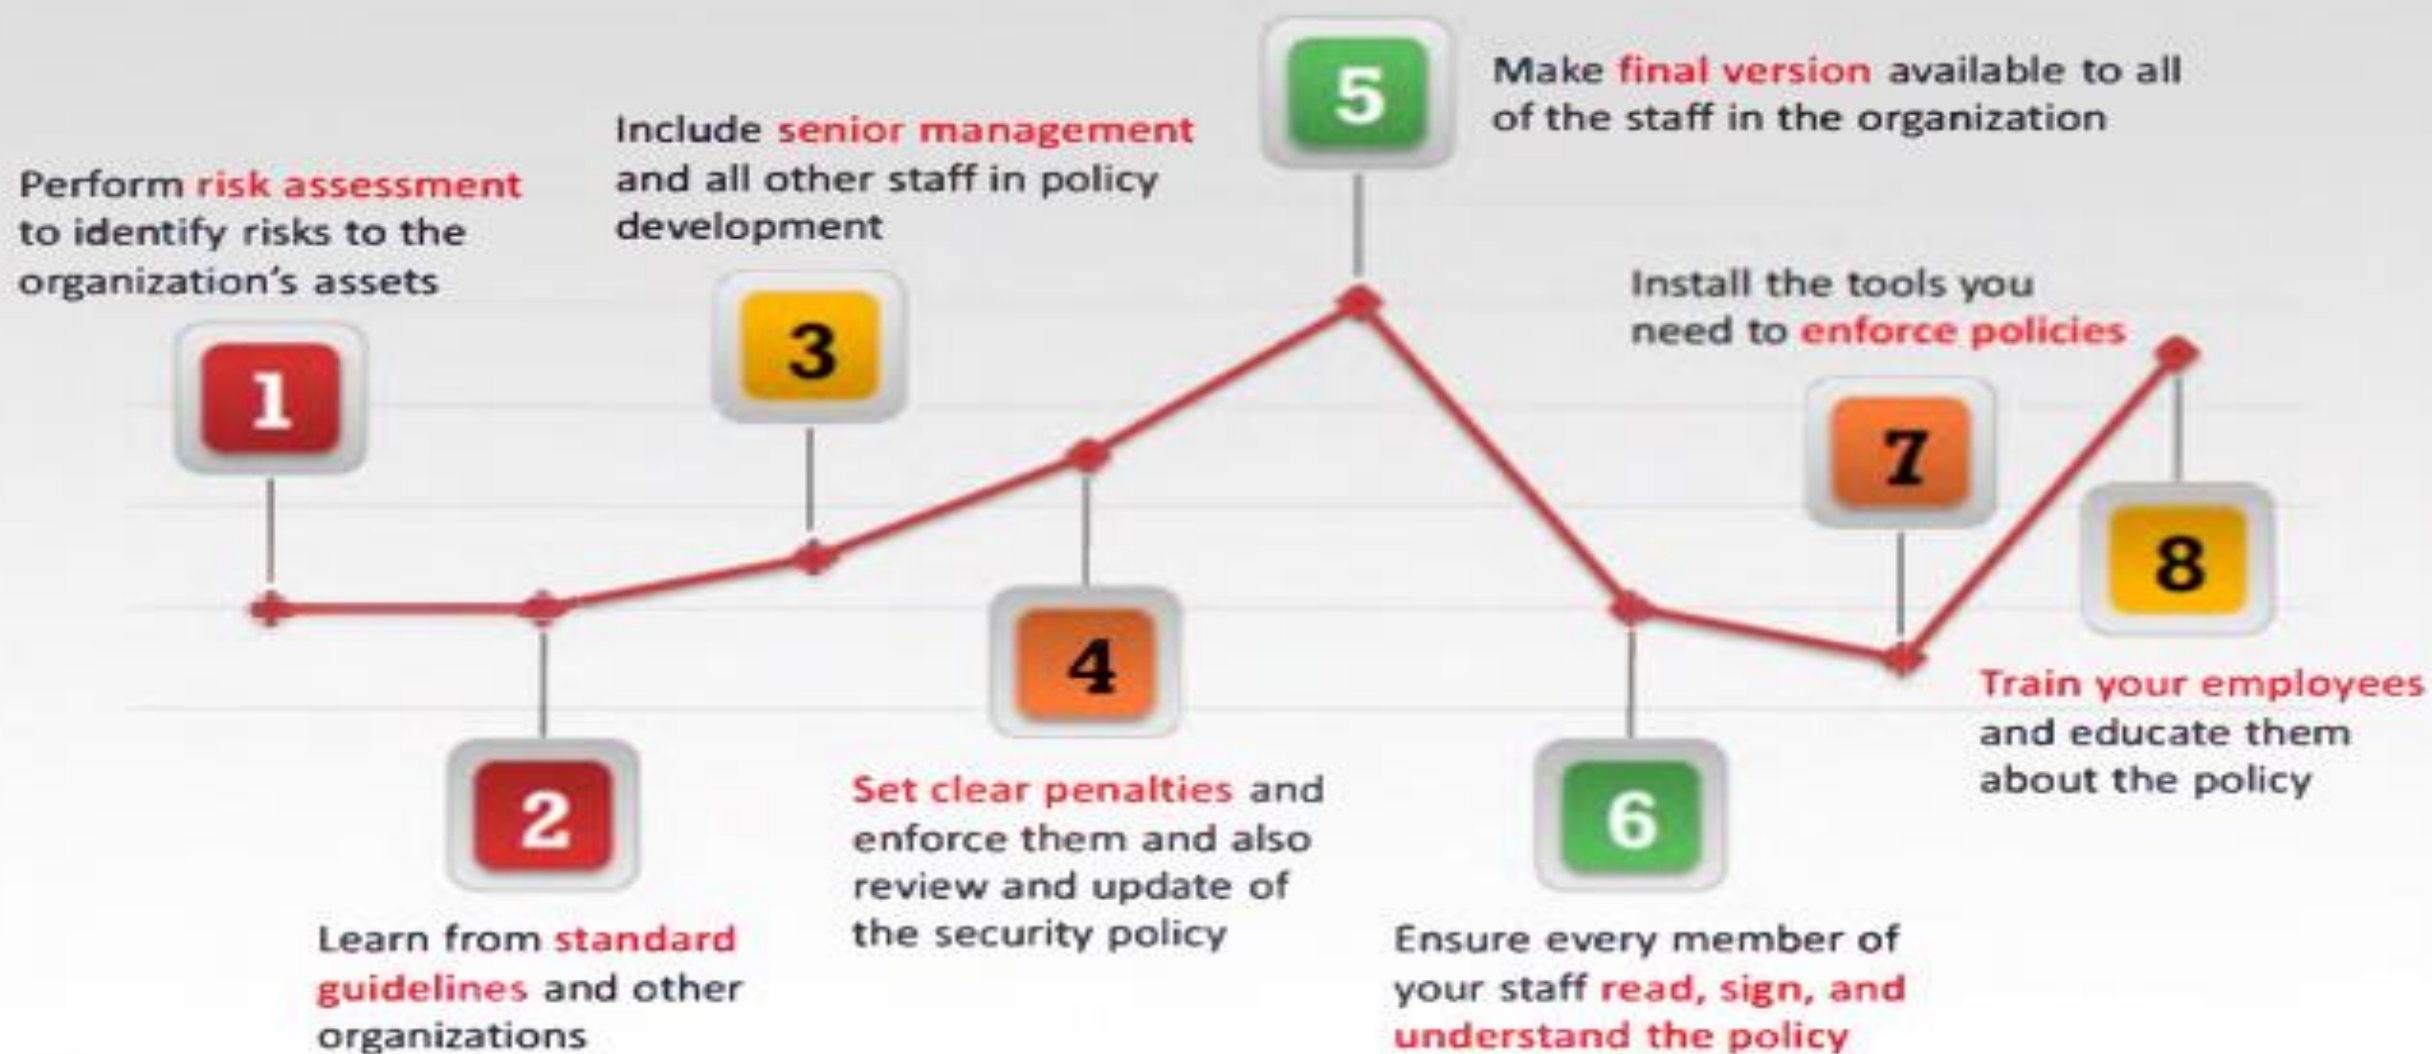 1
Perform risk assessment
to identify risks to the
organization's assets
2
Learn from standard
guidelines and other
organizations
3
Include senior management
and all other staff in policy
development
4
Set clear penalties and
enforce them and also
review and update of
the security policy
5
Make final version available to all
of the staff in the organization
6
Ensure every member of
your staff read, sign, and
understand the policy
7
Install the tools you
need to enforce policies
8
Train your employees
and educate them
about the policy